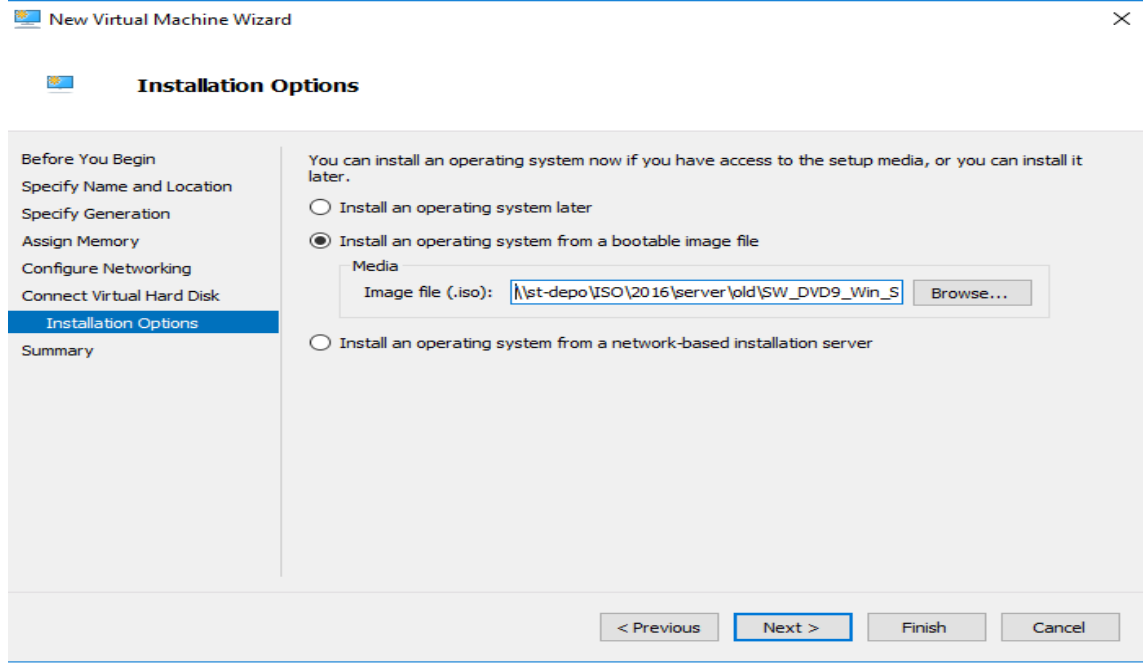 New Virtual Machine Wizard
Installation Options
Before You Begin
Specify Name and Location
Specify Generation
Assign Memory
Configure Networking
Connect Virtual Hard Disk
Installation Options
Summary
You can install an operating system now if you have access to the setup media, or you can install it
later.
Install an operating system later
Install an operating system from a bootable image file
Media
Image file (.iso): \\st-depo\ISO\2016\server\old\SW_DVD9_Win_S Browse...
Install an operating system from a network-based installation server
< Previous Next > Finish Cancel